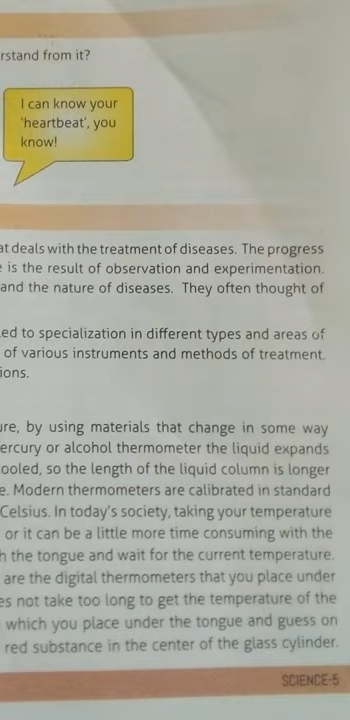 rstand from it?
I can know your
'heartbeat', you
know!
at deals with the treatment of diseases. The progress
is the result of observation and experimentation.
and the nature of diseases. They often thought of
ed to specialization in different types and areas of
of various instruments and methods of treatment.
ions.
ure, by using materials that change in some way
ercury or alcohol thermometer the liquid expands
ooled, so the length of the liquid column is longer
e. Modern thermometers are calibrated in standard
Celsius. In today's society, taking your temperature
or it can be a little more time consuming with the
h the tongue and wait for the current temperature.
are the digital thermometers that you place under
es not take too long to get the temperature of the
which you place under the tongue and guess on
red substance in the center of the glass cylinder.
SCIENCE-5